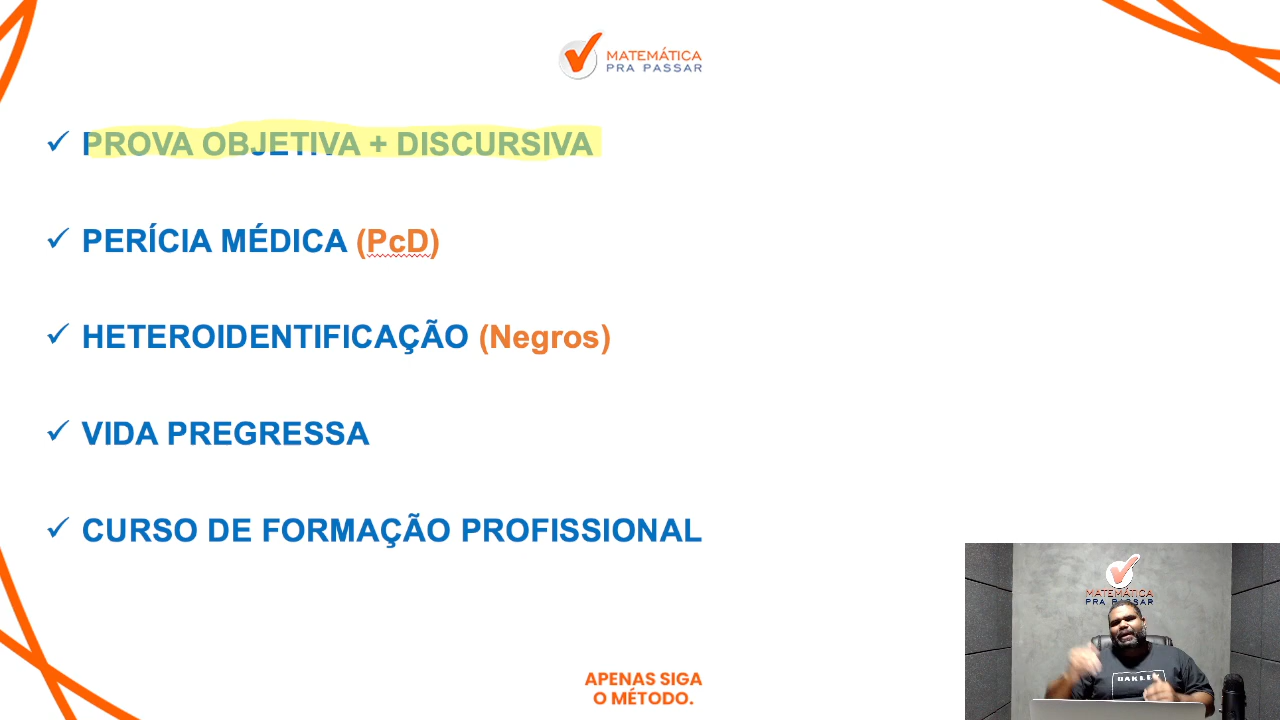 MATEMÁTICA
PRA PASSAR
PROVA OBJETIVA + DISCURSIVA
PERÍCIA MÉDICA (PcD)
HETEROIDENTIFICAÇÃO (Negros)
VIDA PREGRESSA
CURSO DE FORMAÇÃO PROFISSIONAL
MATEMÁTICA
PRA PASSAR
OAKLEY
APENAS SIGA
O MÉTODO.